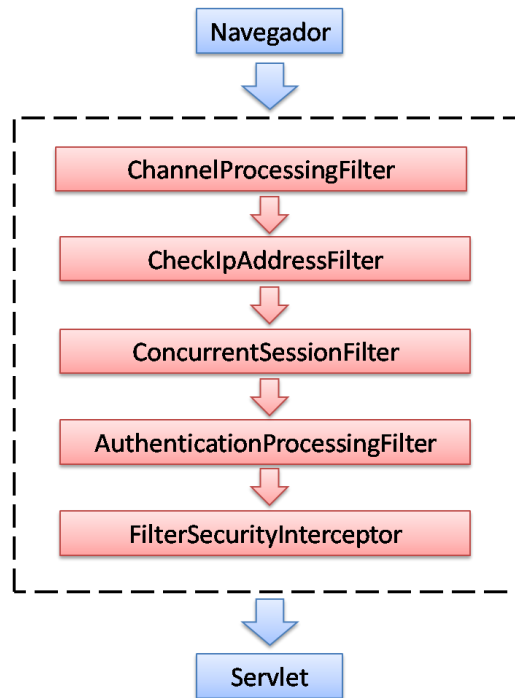 Navegador
ChannelProcessingFilter
CheckIpAddressFilter
ConcurrentSessionFilter
AuthenticationProcessingFilter
FilterSecurityInterceptor
Servlet